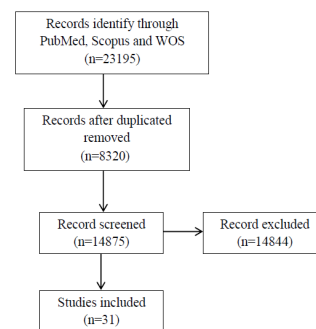 Records identify through
PubMed, Scopus and WOS
(n=23195)
Records after duplicated
removed
(n=8320)
Record screened
(n=14875)
Record excluded
(n=14844)
Studies included
(n=31)